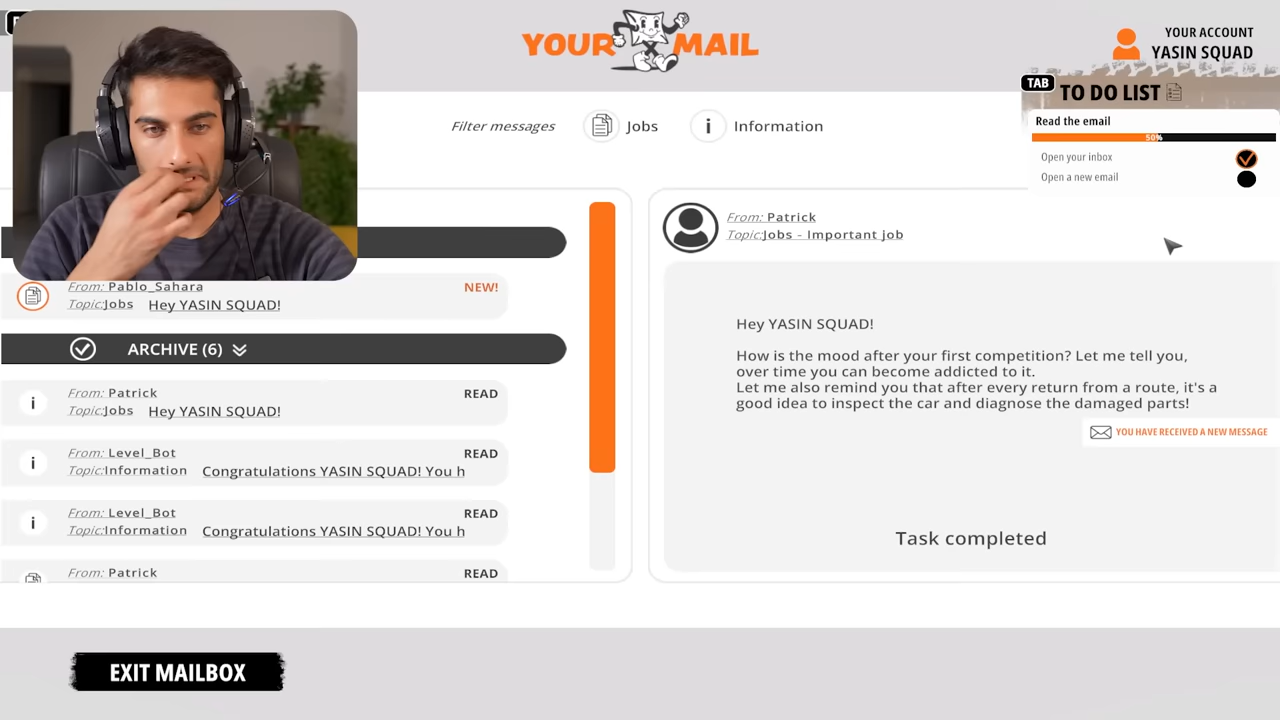 YOUR MAIL
YOUR ACCOUNT
YASIN SQUAD
TAB TO DO LIST
Read the email
50%
Open your inbox
Open a new email
Filter messages Jobs i Information
From: Pablo_Sahara NEW!
Topic:Jobs Hey YASIN SQUAD!
ARCHIVE (6)
From: Patrick READ
i Topic:Jobs Hey YASIN SQUAD!
From: Level_Bot READ
i Topic:Information Congratulations YASIN SQUAD! You h
From: Level_Bot READ
i Topic:Information Congratulations YASIN SQUAD! You h
From: Patrick READ
From: Patrick
Topic:Jobs - Important job
Hey YASIN SQUAD!
How is the mood after your first competition? Let me tell you,
over time you can become addicted to it.
Let me also remind you that after every return from a route, it's a
good idea to inspect the car and diagnose the damaged parts!
YOU HAVE RECEIVED A NEW MESSAGE
Task completed
EXIT MAILBOX